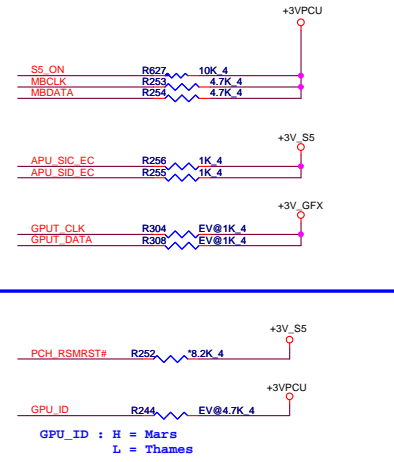 +3VPCU
S5_ON R627 10K_4
MBCLK R253 4.7K_4
MBDATA R254 4.7K_4
+3V_S5
APU_SIC_EC R256 1K_4
APU_SID_EC R255 1K_4
+3V_GFX
GPUT_CLK R304 EV@1K_4
GPUT_DATA R308 EV@1K_4
+3V_S5
PCH_RSMRST# R252 *8.2K_4
+3VPCU
GPU_ID R244 EV@4.7K_4
GPU_ID : H = Mars
L = Thames